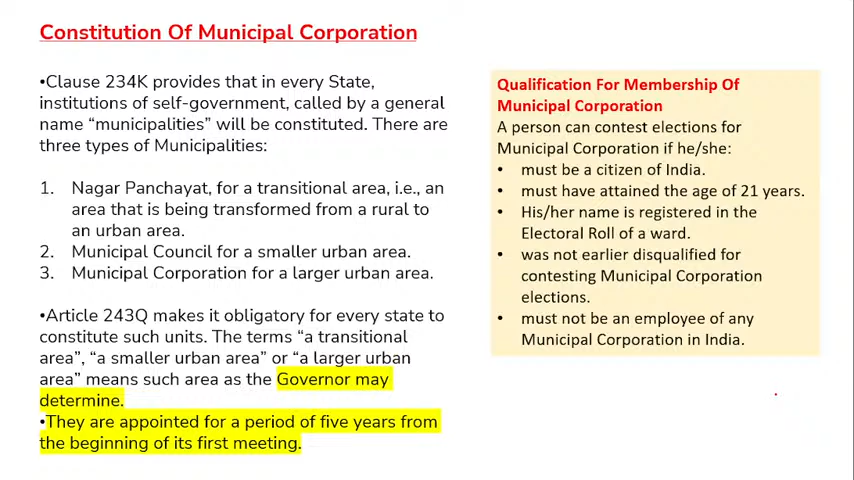 Constitution Of Municipal Corporation
•Clause 234K provides that in every State,
institutions of self-government, called by a general
name “municipalities” will be constituted. There are
three types of Municipalities:
1. Nagar Panchayat, for a transitional area, i.e., an
area that is being transformed from a rural to
an urban area.
2. Municipal Council for a smaller urban area.
3. Municipal Corporation for a larger urban area.
•Article 243Q makes it obligatory for every state to
constitute such units. The terms “a transitional
area”, “a smaller urban area” or “a larger urban
area” means such area as the Governor may
determine.
•They are appointed for a period of five years from
the beginning of its first meeting.
Qualification For Membership Of
Municipal Corporation
A person can contest elections for
Municipal Corporation if he/she:
• must be a citizen of India.
• must have attained the age of 21 years.
• His/her name is registered in the
Electoral Roll of a ward.
• was not earlier disqualified for
contesting Municipal Corporation
elections.
• must not be an employee of any
Municipal Corporation in India.